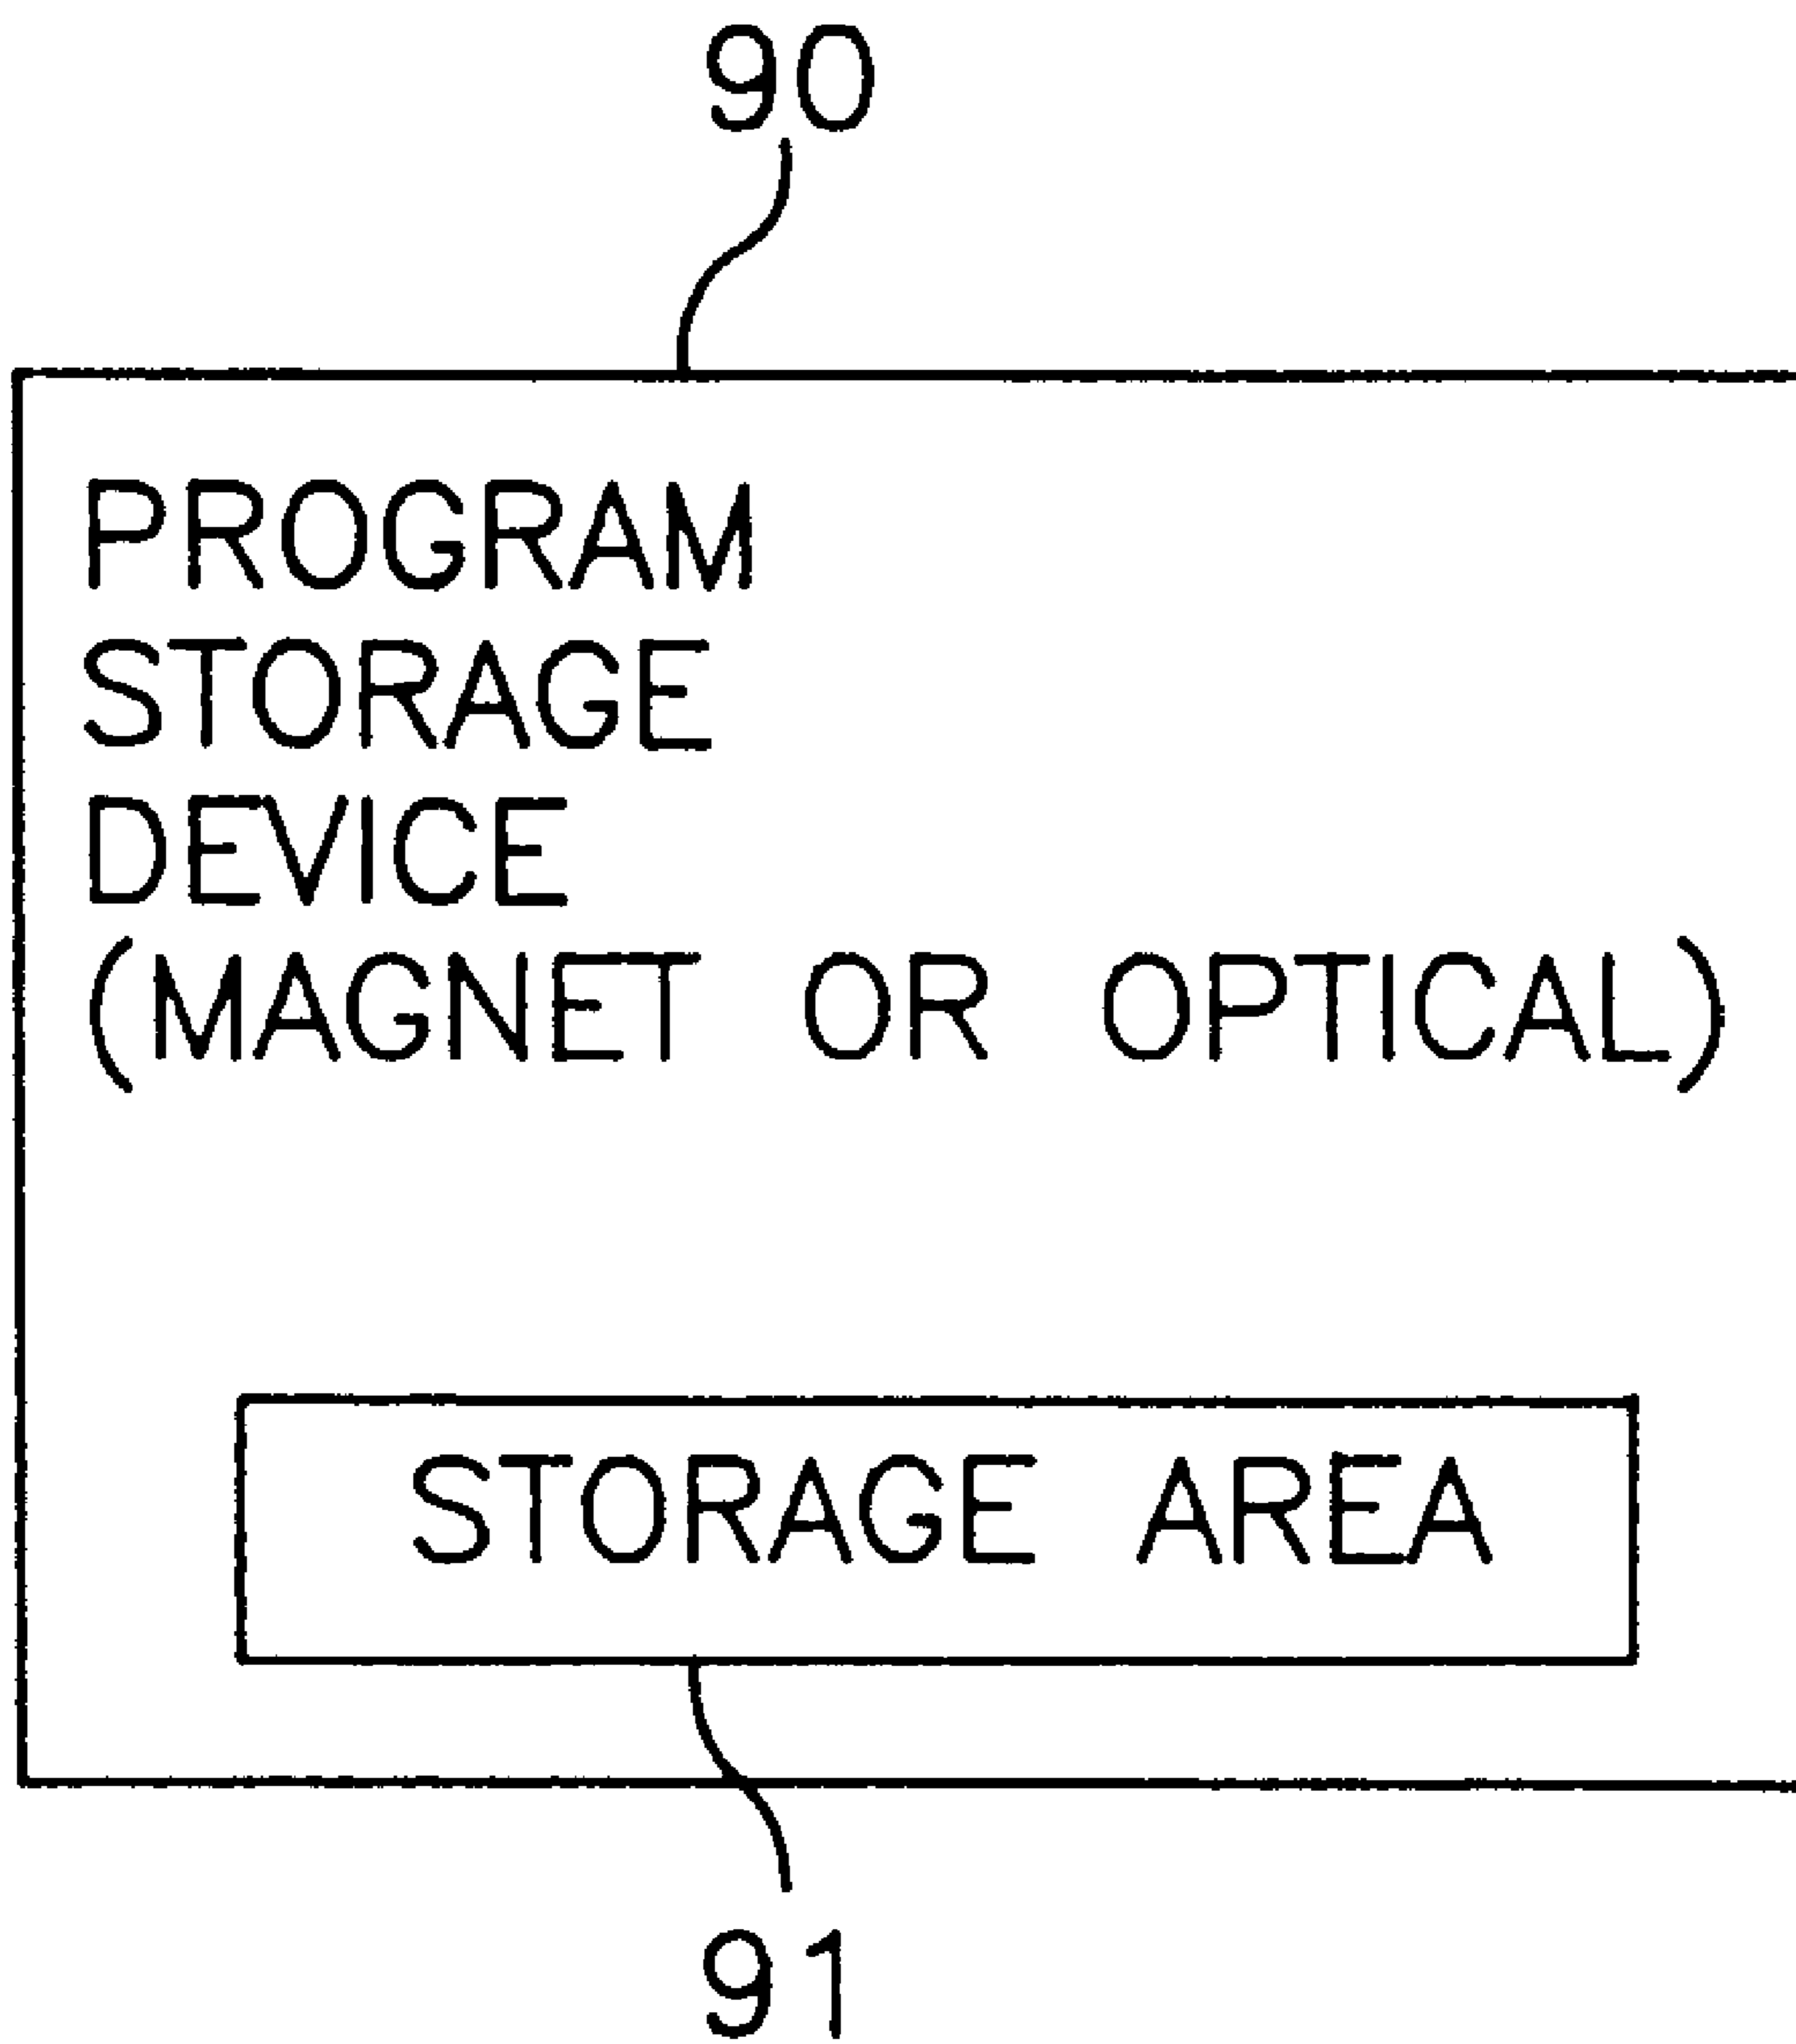 90
PROGRAM
STORAGE
DEVICE
(MAGNET OR OPTICAL)
STORAGE AREA
91